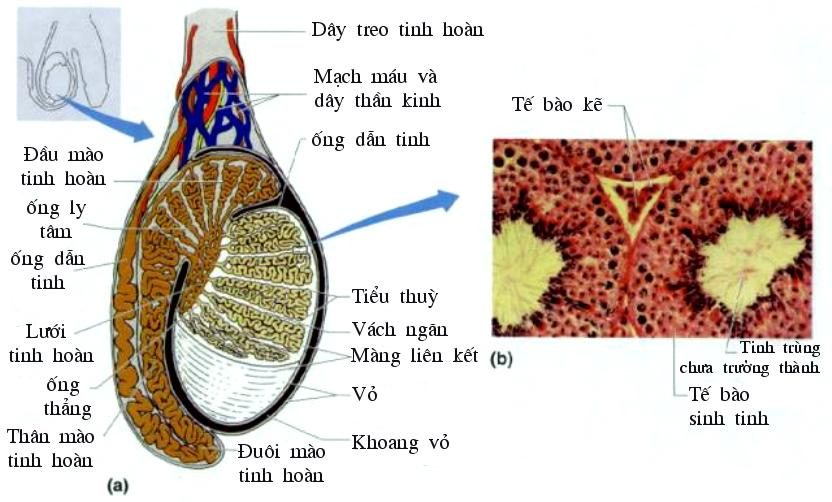 Dây treo tinh hoàn
Mạch máu và
dây thần kinh
ống dẫn tinh
Đầu mào
tinh hoàn
ống ly
tâm
ống dẫn
tinh
Lưới
tinh hoàn
ống
thẳng
Thân mào
tinh hoàn
Tiểu thuỳ
Vách ngăn
Màng liên kết
Vỏ
Khoang vỏ
Đuôi mào
tinh hoàn
(a)
Tế bào kẽ
(b)
Tinh trùng
chưa trưởng thành
Tế bào
sinh tinh